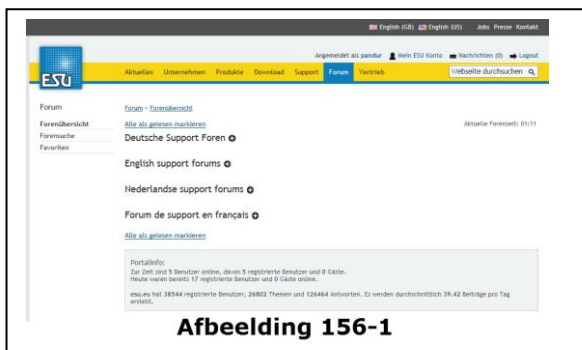 English (GB) English (US) Jobs Presse Kontakt
Angemeldet als pandur Mein ESU Konto Nachrichten (0) Logout
ESU
Aktuelles Unternehmen Produkte Download Support Forum Vertrieb
Webseite durchsuchen
Forum
Forum - Forenübersicht
Forenübersicht
Alle als gelesen markieren
Aktuelle Forenzeit: 01:11
Forensuche
Deutsche Support Foren
Favoriten
English support forums
Nederlandse support forums
Forum de support en français
Alle als gelesen markieren
Portalinfo:
Zur Zeit sind 5 Benutzer online, davon 5 registrierte Benutzer und 0 Gäste.
Heute waren bereits 17 registrierte Benutzer und 0 Gäste online.
esu.eu hat 38544 registrierte Benutzer, 26802 Themen und 126464 Antworten. Es werden durchschnittlich 39.42 Beiträge pro Tag
erstellt.
Afbeelding 156-1